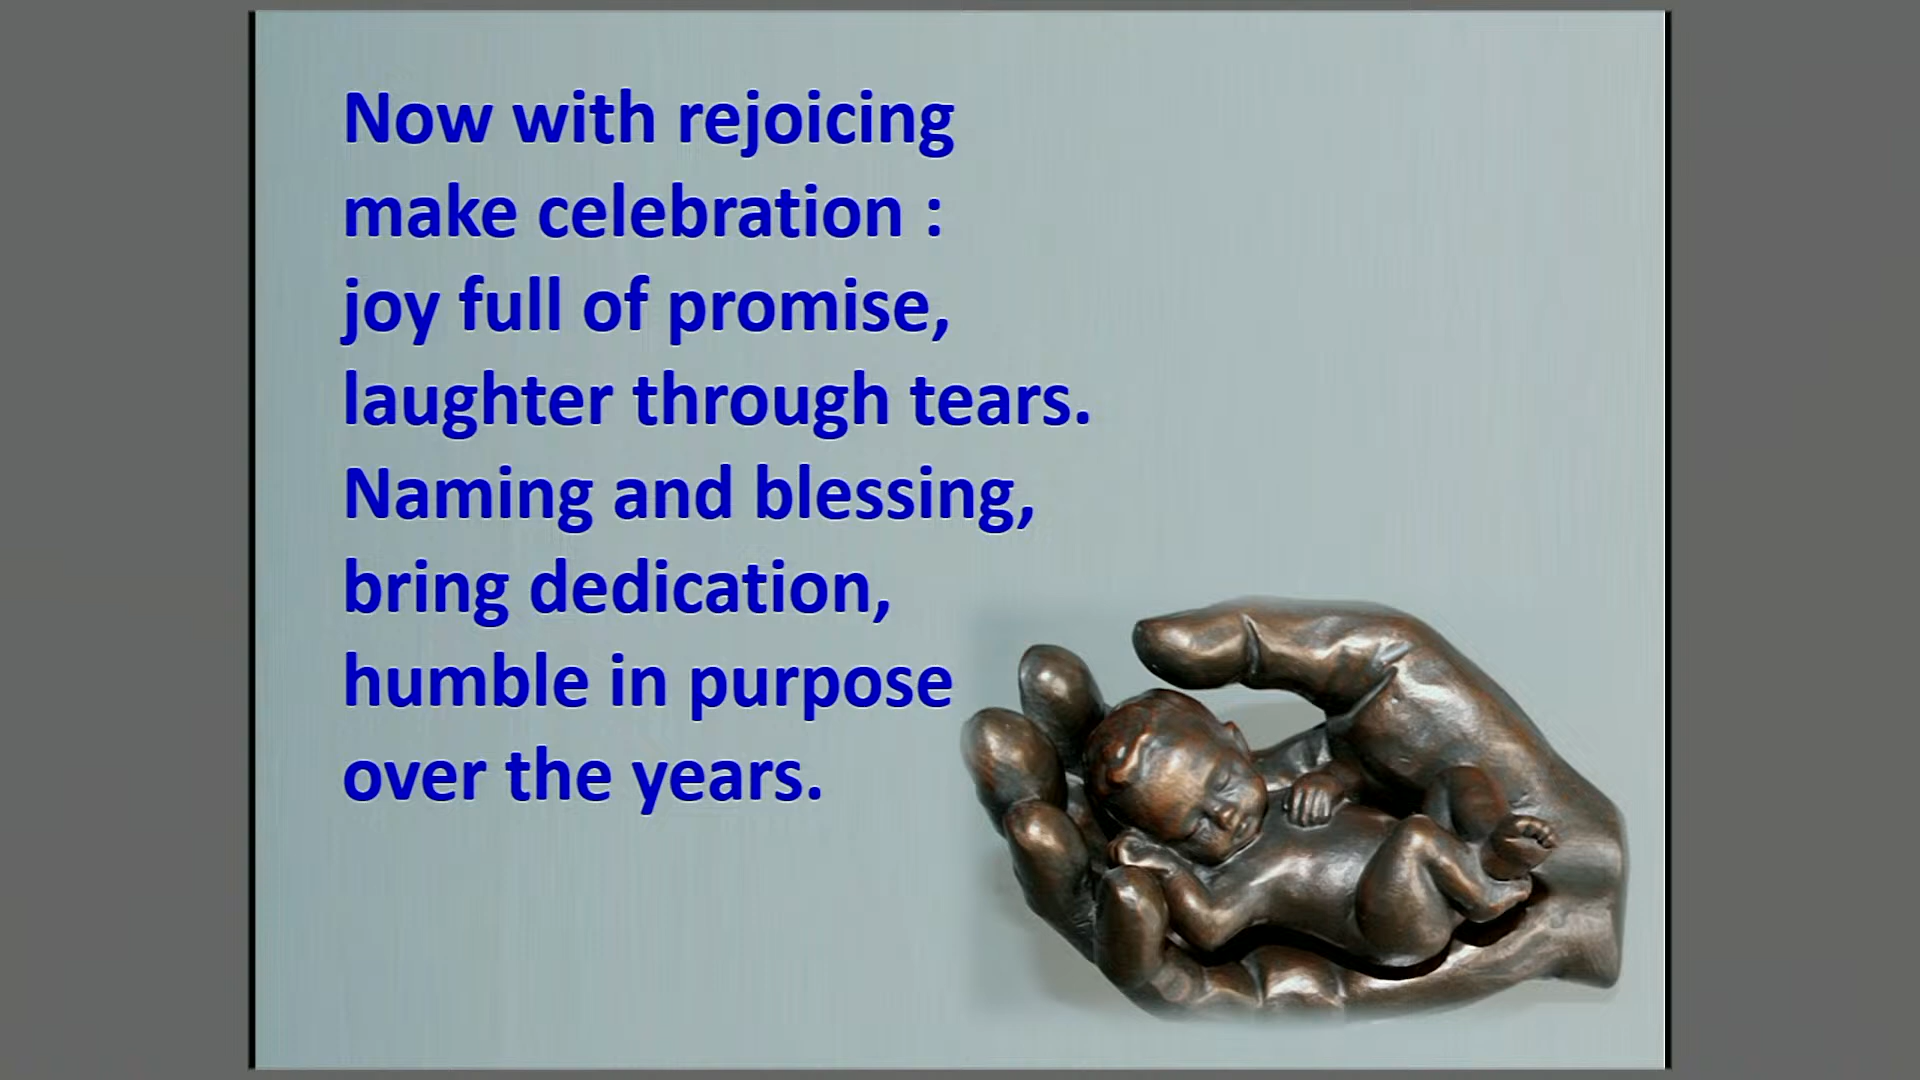 Now with rejoicing
make celebration :
joy full of promise,
laughter through tears.
Naming and blessing,
bring dedication,
humble in purpose
over the years.